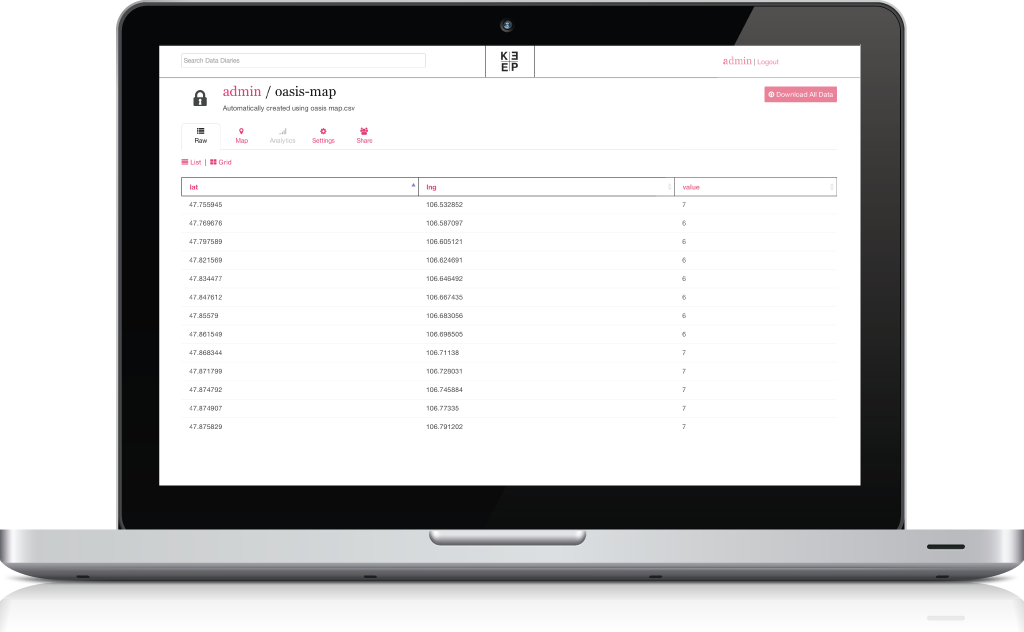 Search Data Diaries
K E
E P
admin | Logout
admin / oasis-map
Automatically created using oasis map.csv
Download All Data
Raw Map Analytics Settings Share
List | Grid
lat lng value
47.755945 106.532852 7
47.769676 106.587097 6
47.797589 106.605121 6
47.821569 106.624691 6
47.834477 106.646492 6
47.847612 106.667435 6
47.85579 106.683056 6
47.861549 106.698505 6
47.868344 106.71138 7
47.871799 106.728031 7
47.874792 106.745884 7
47.874907 106.77335 7
47.875829 106.791202 7